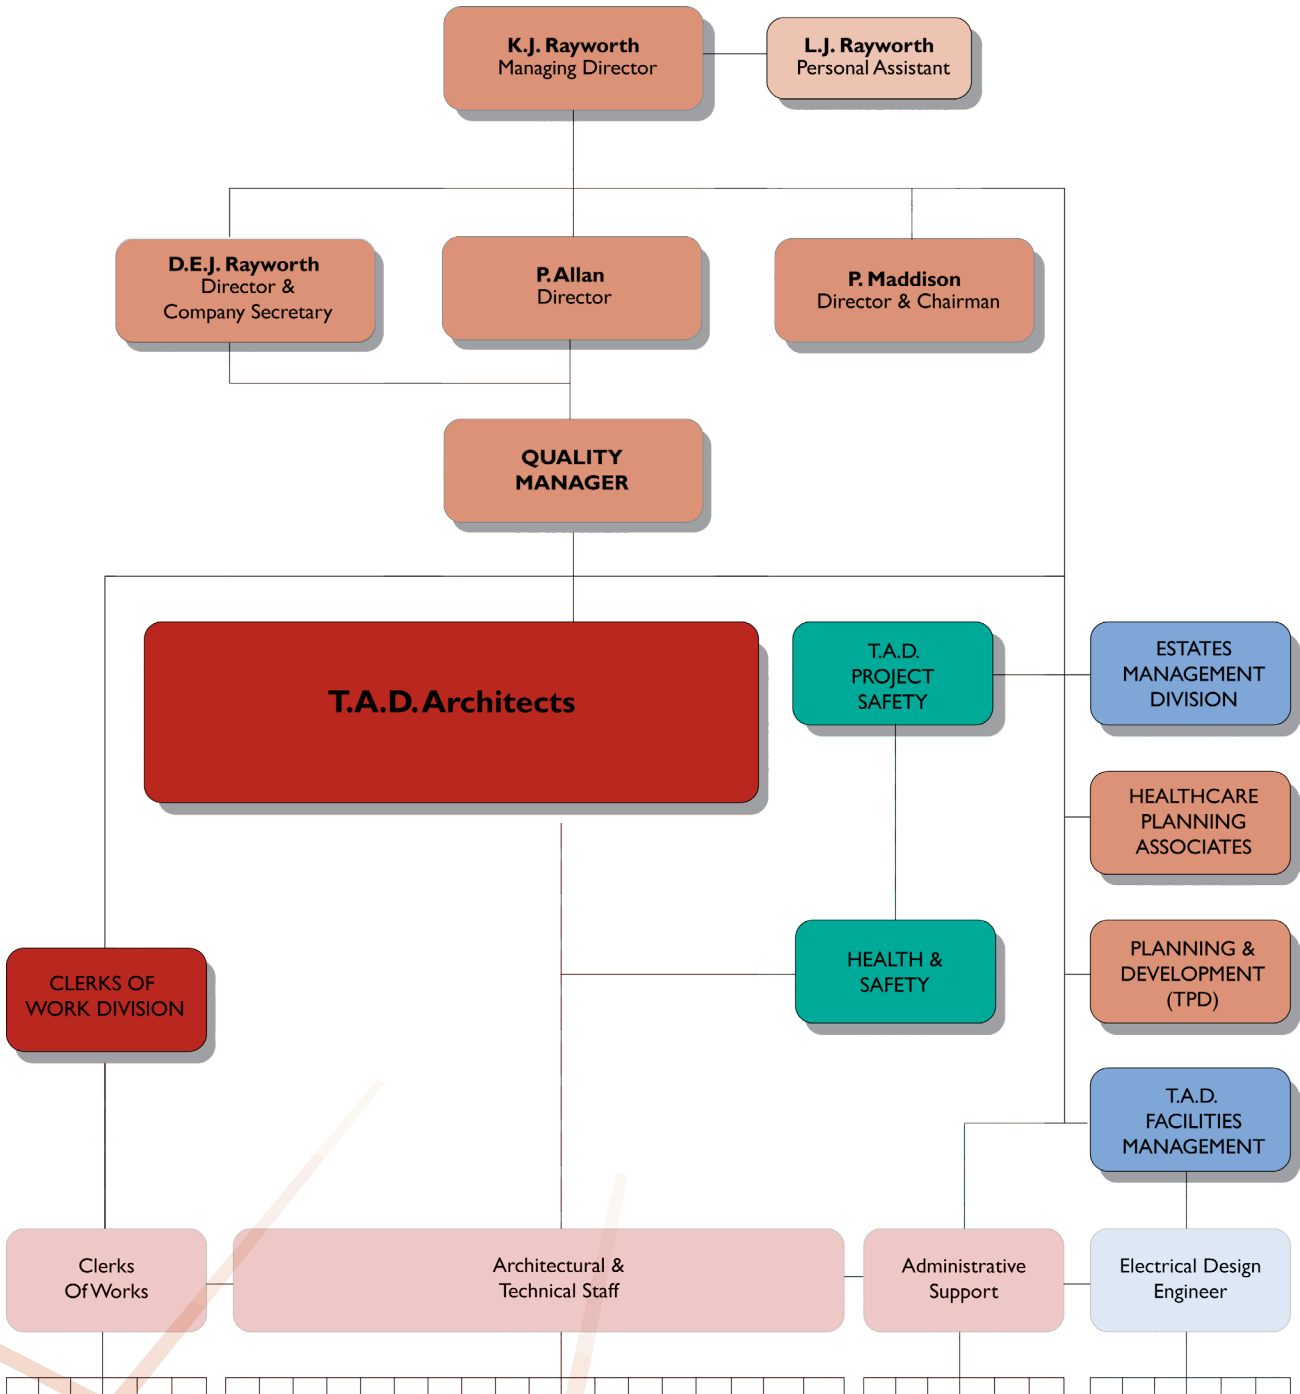 K.J. Rayworth
Managing Director
L.J. Rayworth
Personal Assistant
D.E.J. Rayworth
Director &
Company Secretary
P. Allan
Director
P. Maddison
Director & Chairman
QUALITY
MANAGER
T.A.D. Architects
T.A.D.
PROJECT
SAFETY
ESTATES
MANAGEMENT
DIVISION
HEALTHCARE
PLANNING
ASSOCIATES
CLERKS OF
WORK DIVISION
HEALTH &
SAFETY
PLANNING &
DEVELOPMENT
(TPD)
T.A.D.
FACILITIES
MANAGEMENT
Clerks
Of Works
Architectural &
Technical Staff
Administrative
Support
Electrical Design
Engineer